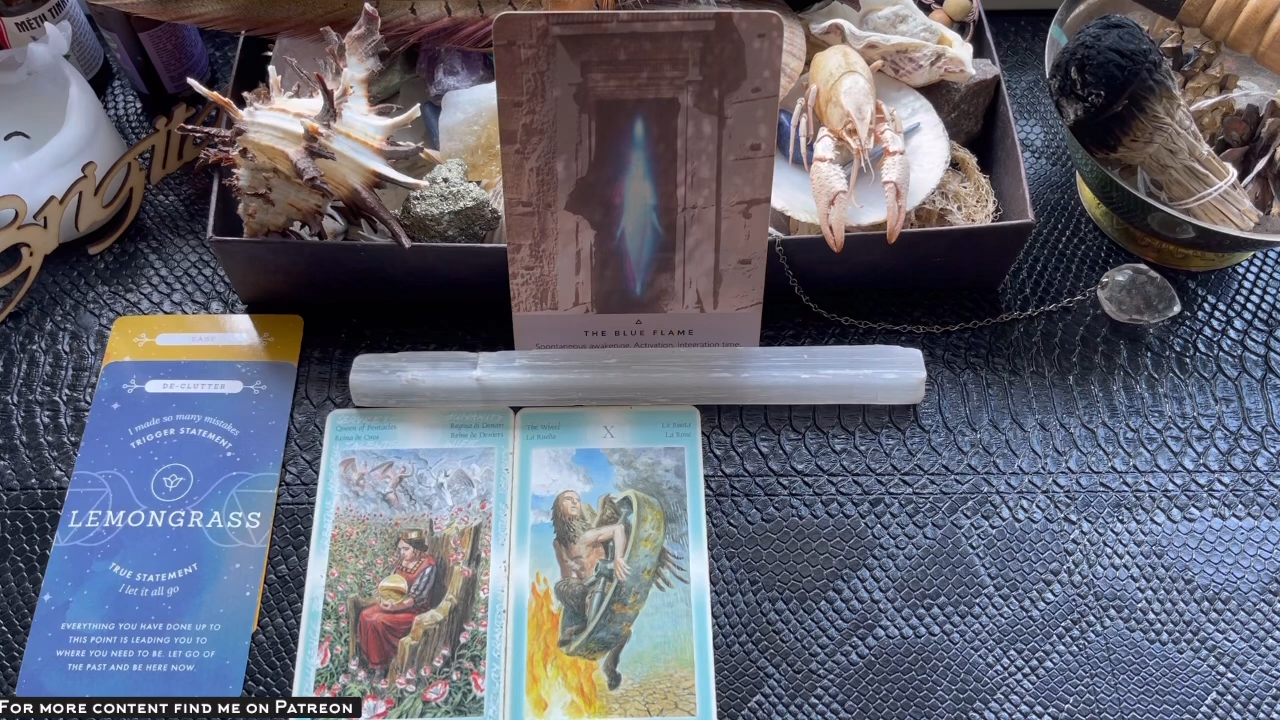 Brigitte
THE BLUE FLAME
Spontaneous awakening. Activation, integration time.
DE-CLUTTER
I made so many mistakes
TRIGGER STATEMENT
LEMONGRASS
TRUE STATEMENT
I let it all go
EVERYTHING YOU HAVE DONE UP TO
THIS POINT IS LEADING YOU TO
WHERE YOU NEED TO BE. LET GO OF
THE PAST AND BE HERE NOW.
Queen of Pentacles
Reina de Oros
Regina di Denari
Reine de Deniers
The Wheel
La Rueda
X
La Ruota
La Roue
FOR MORE CONTENT FIND ME ON PATREON